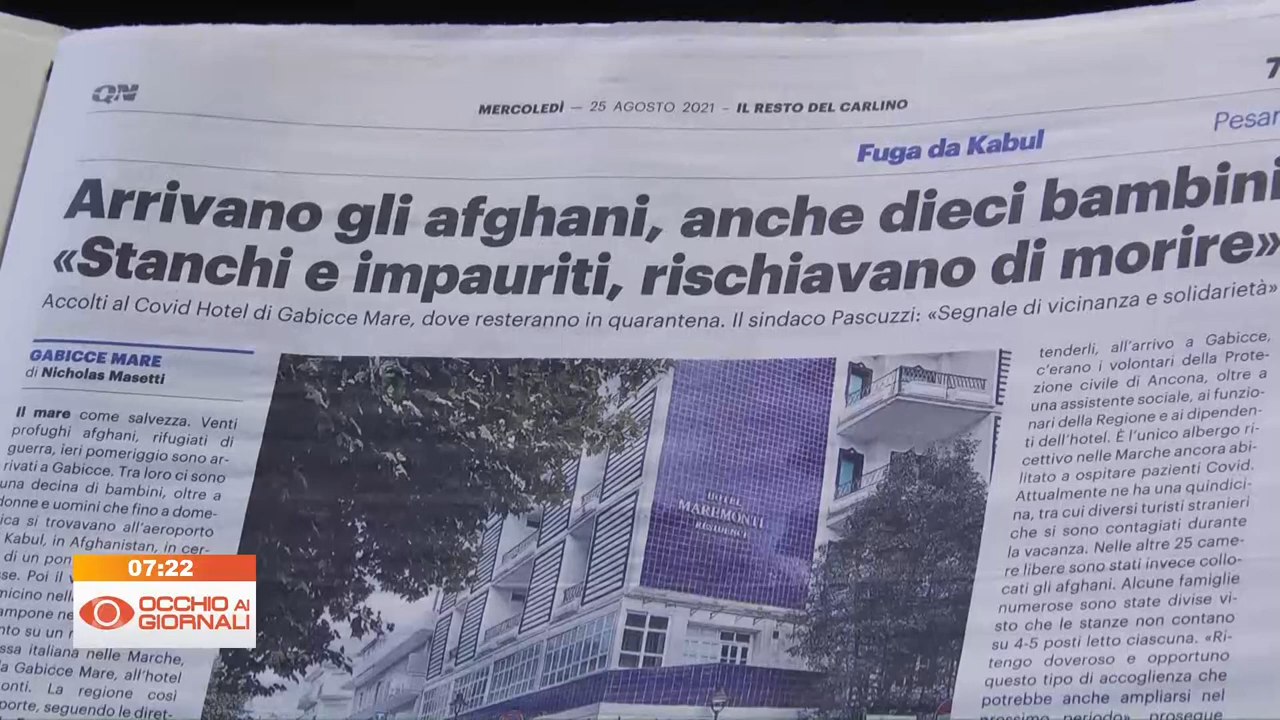 QN
MERCOLEDÌ — 25 AGOSTO 2021 – IL RESTO DEL CARLINO
7
Pesar
Fuga da Kabul
Arrivano gli afghani, anche dieci bambini
«Stanchi e impauriti, rischiavano di morire»
Accolti al Covid Hotel di Gabicce Mare, dove resteranno in quarantena. Il sindaco Pascuzzi: «Segnale di vicinanza e solidarietà»
GABICCE MARE
di Nicholas Masetti
Il mare come salvezza. Venti
profughi afghani, rifugiati di
guerra, ieri pomeriggio sono ar-
rivati a Gabicce. Tra loro ci sono
una decina di bambini, oltre a
donne e uomini che fino a dome-
ica si trovavano all'aeroporto
Kabul, in Afghanistan, in cer-
di un pon
se. Poi il
micino nell
ampone ne
nto su un
ssa italiana nelle Marche,
a Gabicce Mare, all'hotel
onti. La regione così
porte, seguendo le diret-
HOTEL
MAREMONTI
RESIDENCE
tenderli, all'arrivo a Gabicce,
c'erano i volontari della Prote-
zione civile di Ancona, oltre a
una assistente sociale, ai funzio-
nari della Regione e ai dipenden-
ti dell'hotel. È l'unico albergo ri-
cettivo nelle Marche ancora abi-
litato a ospitare pazienti Covid.
Attualmente ne ha una quindici-
na, tra cui diversi turisti stranieri
che si sono contagiati durante
la vacanza. Nelle altre 25 came-
re libere sono stati invece collo-
cati gli afghani. Alcune famiglie
numerose sono state divise vi-
sto che le stanze non contano
su 4-5 posti letto ciascuna. «Ri-
tengo doveroso e opportuno
questo tipo di accoglienza che
potrebbe anche ampliarsi nel
prossimo periodo», prosegue
07:22
OCCHIO AI
GIORNALI